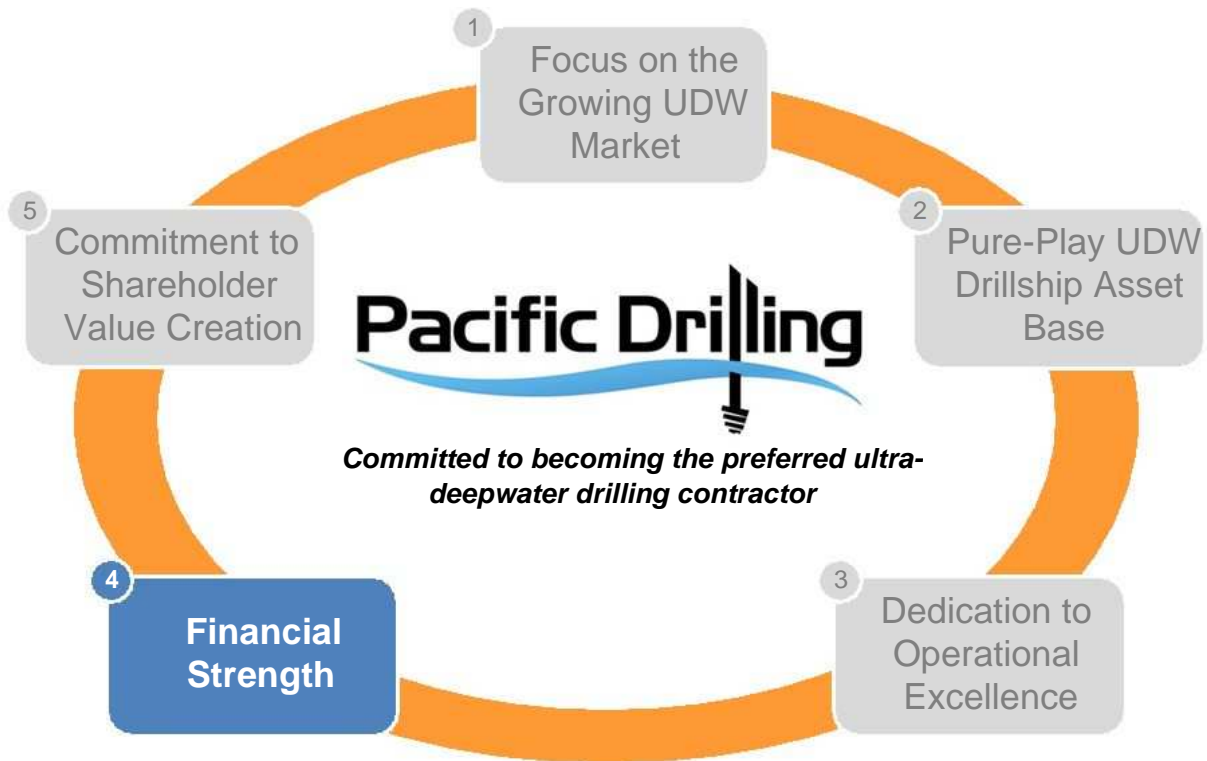 1
Focus on the
Growing UDW
Market
2
Pure-Play UDW
Drillship Asset
Base
3
Dedication to
Operational
Excellence
4
Financial
Strength
5
Commitment to
Shareholder
Value Creation
Pacific Drilling
Committed to becoming the preferred ultra-
deepwater drilling contractor